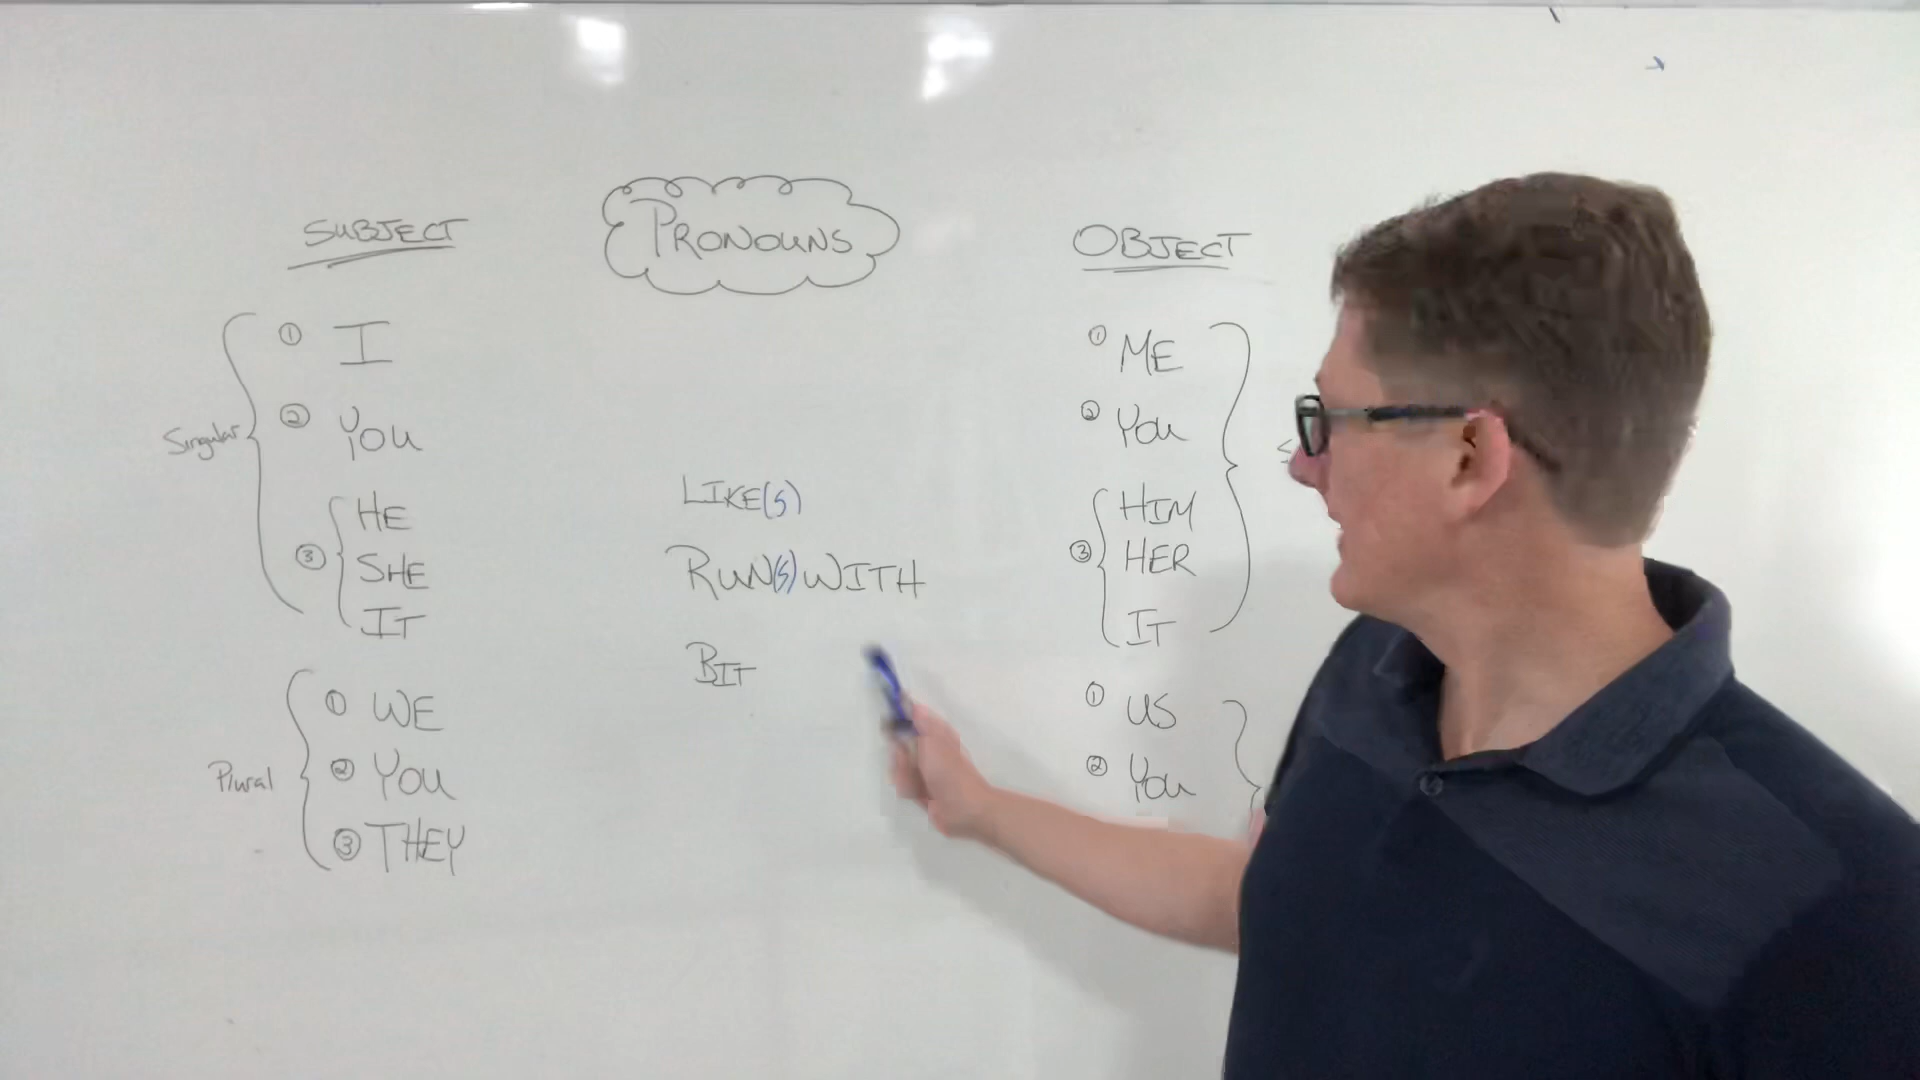 PRONOUNS
SUBJECT
Singular
① I
② You
③ HE
SHE
IT
Plural
① WE
② You
③ THEY
LIKE(S)
RUN(S) WITH
BIT
OBJECT
① ME
② You
③ HIM
HER
IT
① US
② You